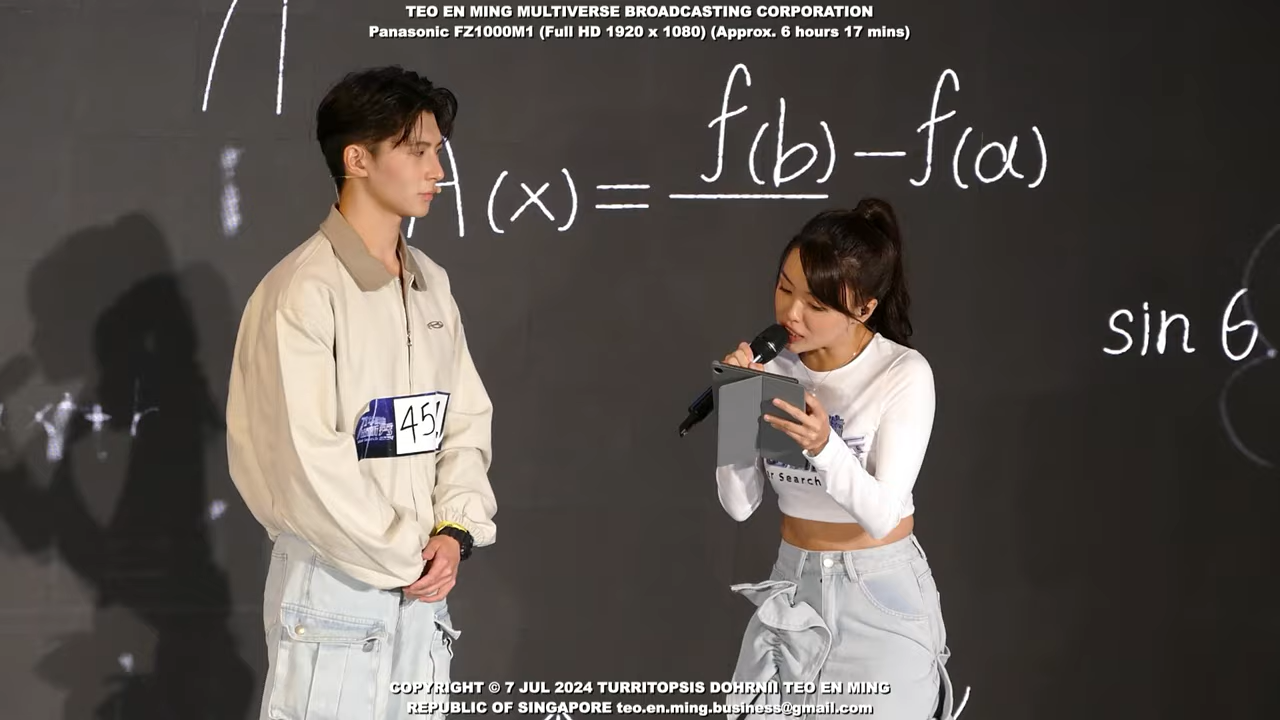 TEO EN MING MULTIVERSE BROADCASTING CORPORATION
Panasonic FZ1000M1 (Full HD 1920 x 1080) (Approx. 6 hours 17 mins)
f(b) − f(a)
A(x) =
sin θ
45
r Search
COPYRIGHT © 7 JUL 2024 TURRITOPSIS DOHRNII TEO EN MING
REPUBLIC OF SINGAPORE teo.en.ming.business@gmail.com